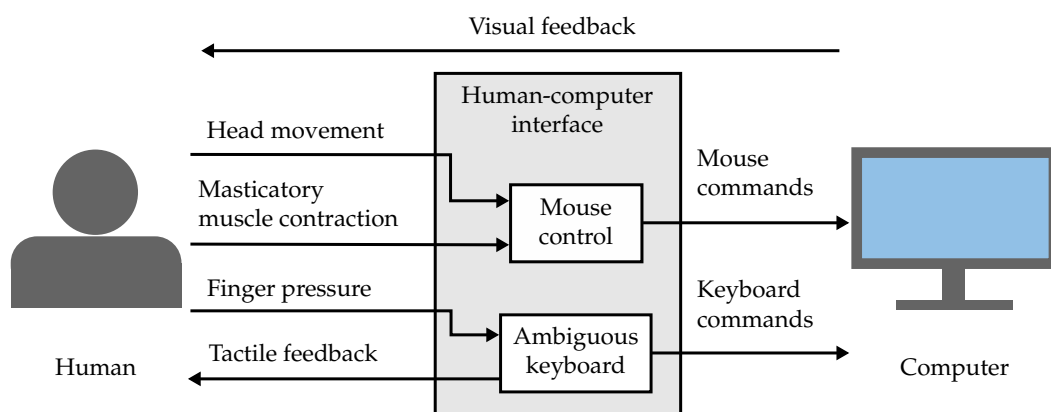 Visual feedback
Human-computer
interface
Head movement
Masticatory
muscle contraction
Mouse
control
Mouse
commands
Finger pressure
Tactile feedback
Ambiguous
keyboard
Keyboard
commands
Human
Computer